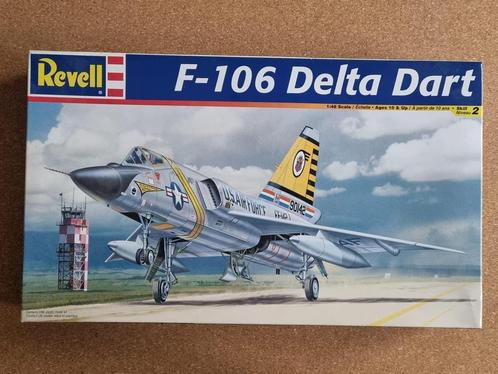 Revell
F-106 Delta Dart
1:48 Scale / Échelle • Ages 10 & Up / À partir de 10 ans • Skill Niveau 2
U.S. AIR FORCE
90142